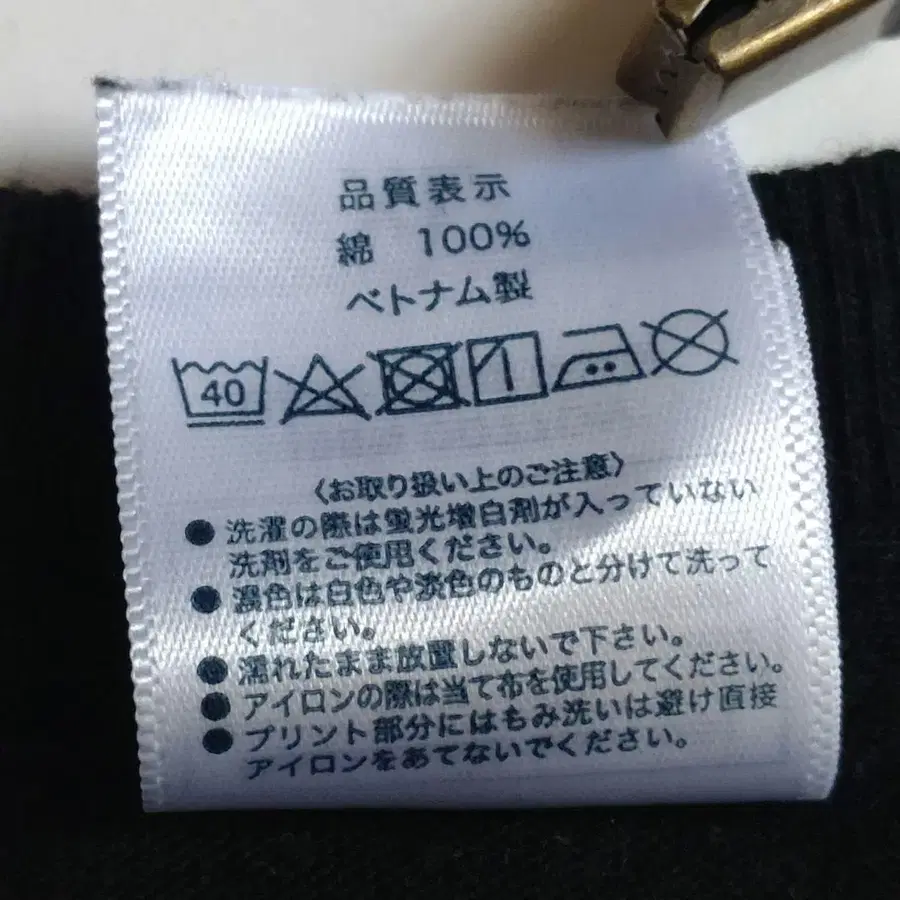 品質表示
綿 100%
ベトナム製
40
〈お取り扱い上のご注意〉
● 洗濯の際は蛍光増白剤が入っていない
洗剤をご使用ください。
● 濃色は白色や淡色のものと分けて洗って
ください。
● 濡れたまま放置しないで下さい。
● アイロンの際は当て布を使用してください。
● プリント部分にはもみ洗いは避け直接
アイロンをあてないでください。